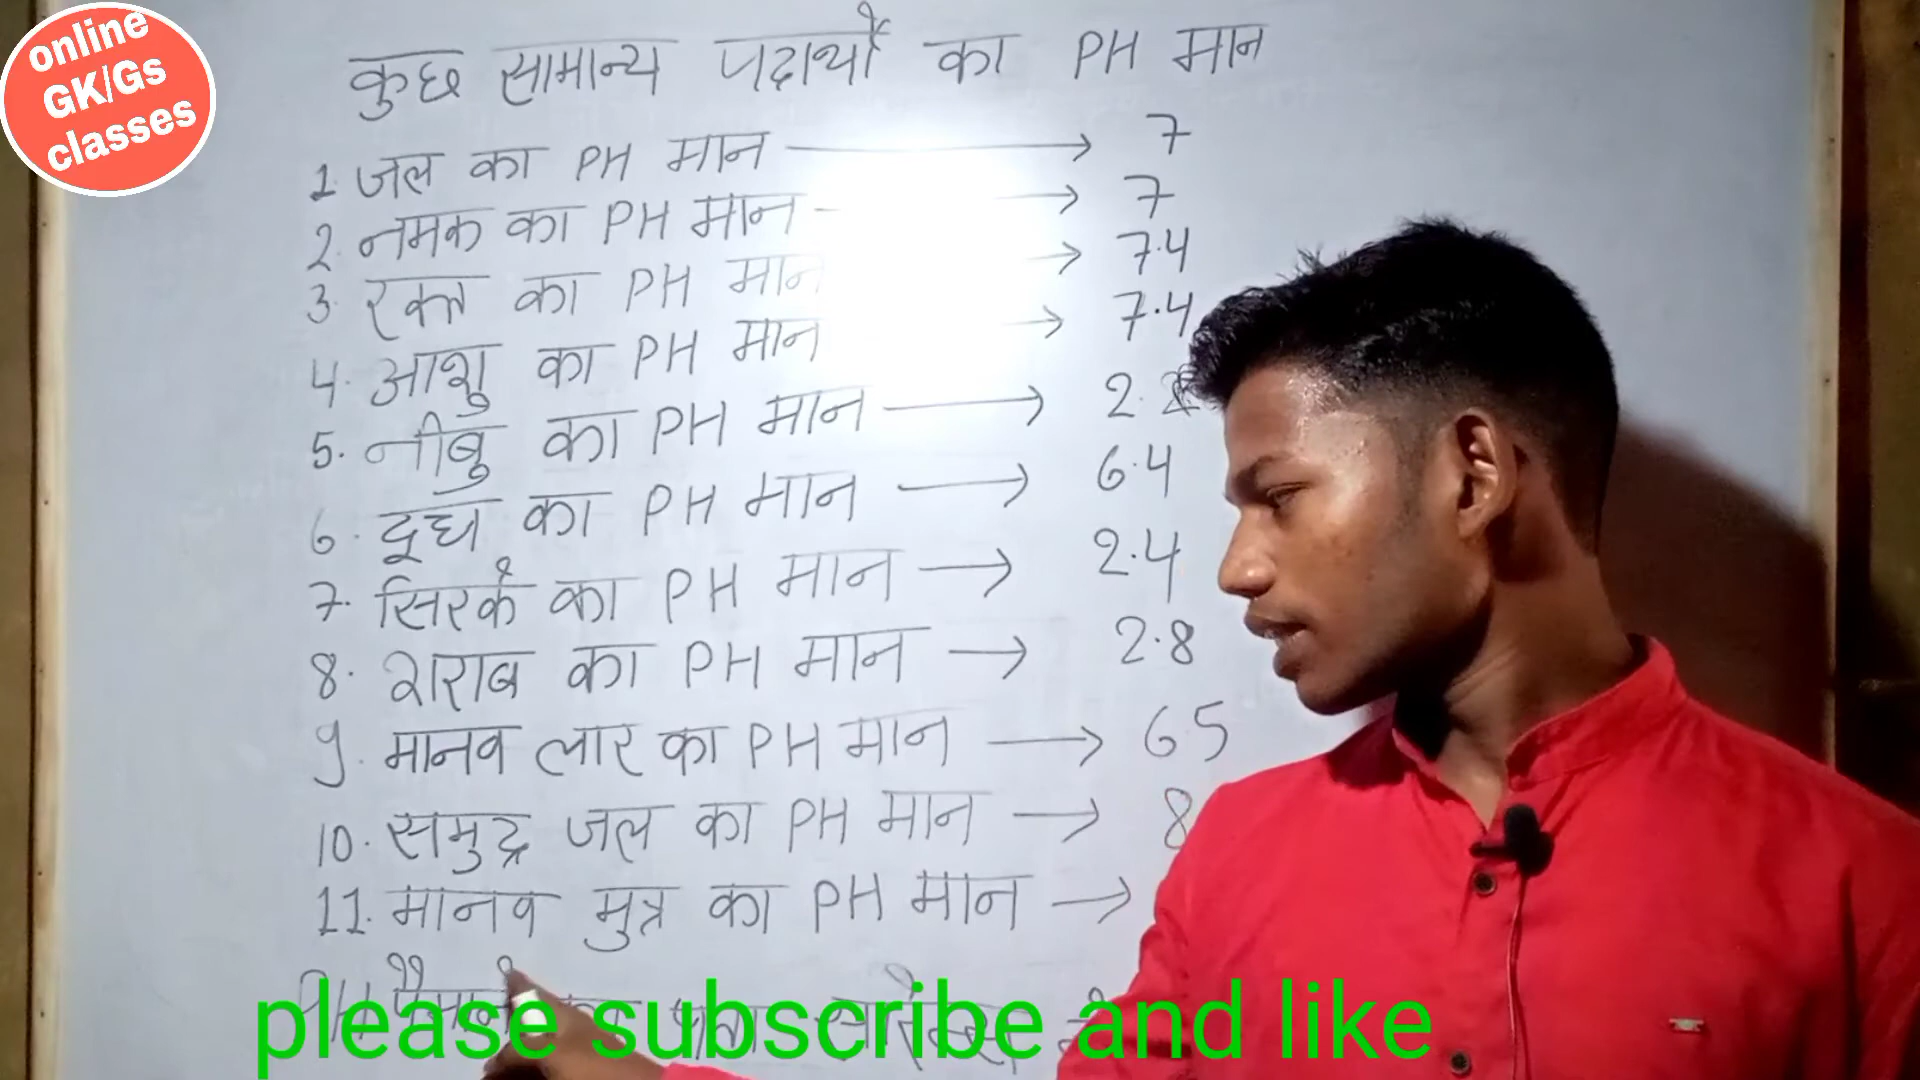 online
GK/Gs
classes
कुछ सामान्य पदार्थों का PH मान
1. जल का PH मान → 7
2. नमक का PH मान → 7
3. रक्त का PH मान → 7.4
4. आशु का PH मान → 7.4
5. नीबु का PH मान → 2.2
6. दूध का PH मान → 6.4
7. सिरके का PH मान → 2.4
8. शराब का PH मान → 2.8
9. मानव लार का PH मान → 6 5
10. समुद्र जल का PH मान → 8
11. मानव मुत्र का PH मान →
PH पैमाने
please subscribe and like